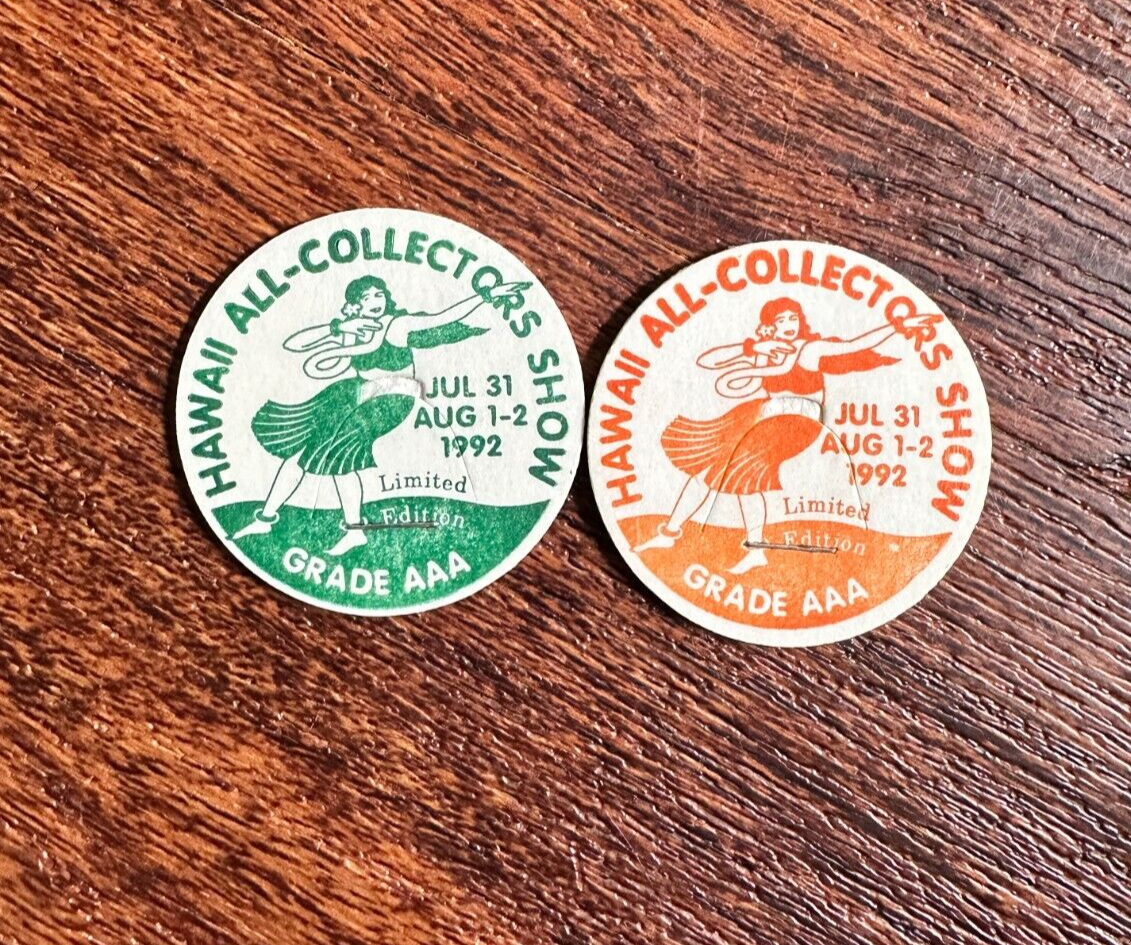 HAWAII ALL-COLLECTORS SHOW
JUL 31
AUG 1-2
1992
Limited
Edition
GRADE AAA
HAWAII ALL-COLLECTORS SHOW
JUL 31
AUG 1-2
1992
Limited
Edition
GRADE AAA